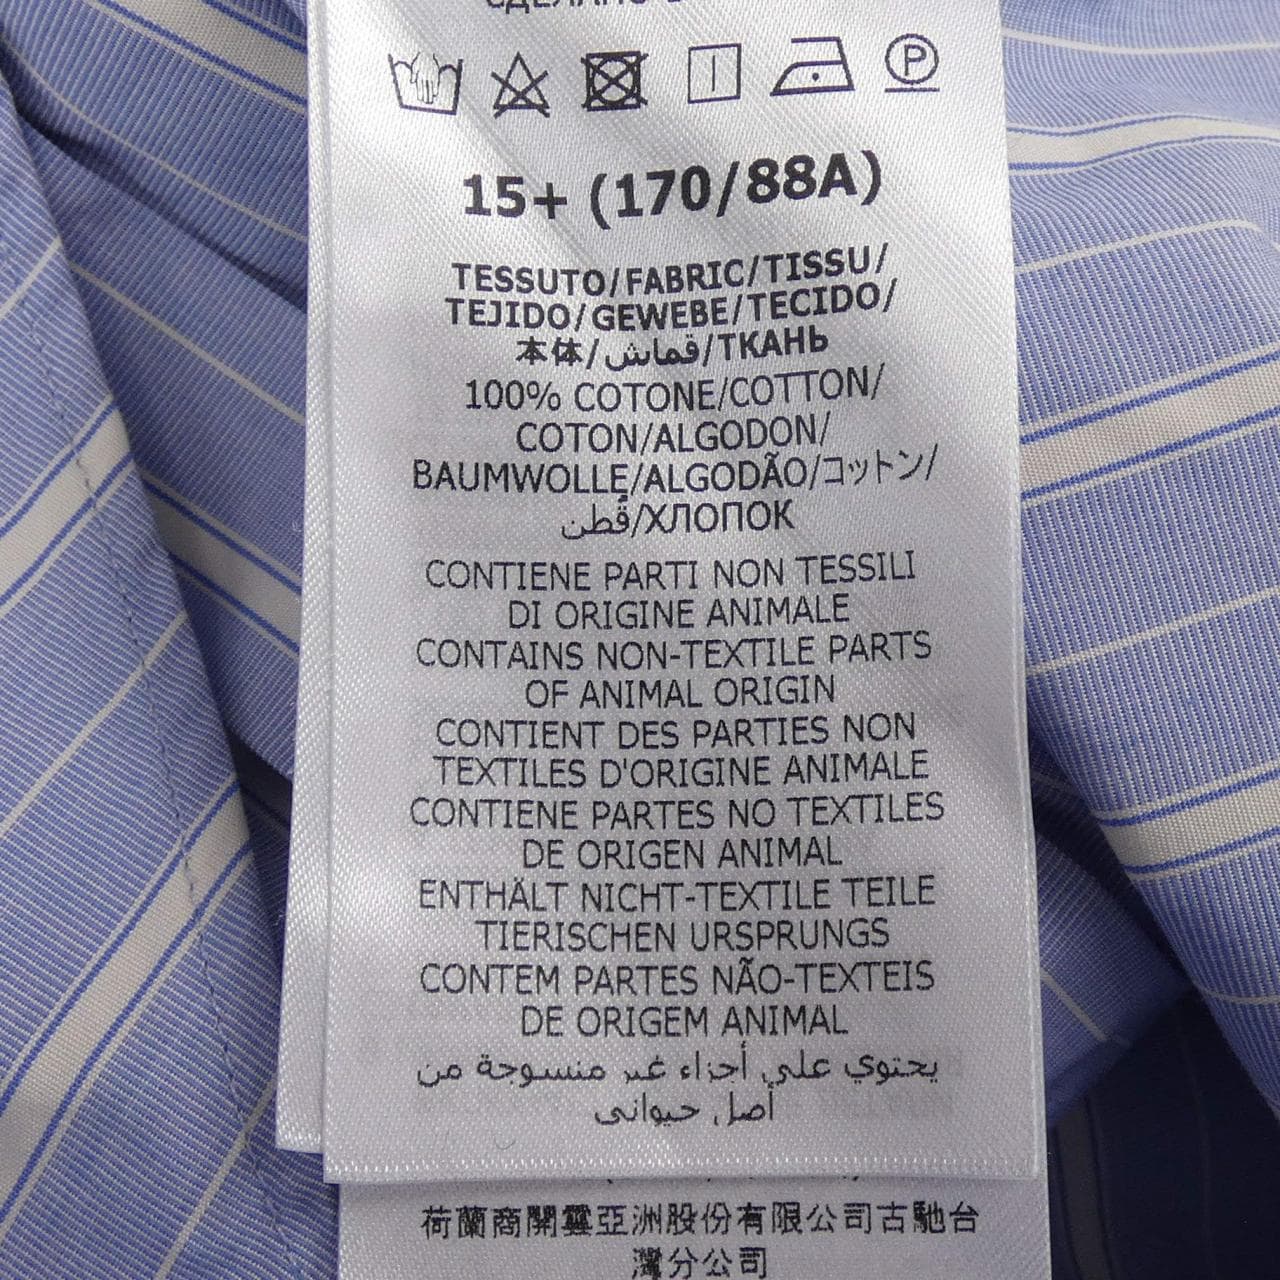 15+ (170/88A)
TESSUTO/FABRIC/TISSU/
TEJIDO/GEWEBE/TECIDO/
本体/قماش/ТКАНЬ
100% COTONE/COTTON/
COTON/ALGODON/
BAUMWOLLE/ALGODÃO/コットン/
قطن/ХЛОПОК
CONTIENE PARTI NON TESSILI
DI ORIGINE ANIMALE
CONTAINS NON-TEXTILE PARTS
OF ANIMAL ORIGIN
CONTIENT DES PARTIES NON
TEXTILES D'ORIGINE ANIMALE
CONTIENE PARTES NO TEXTILES
DE ORIGEN ANIMAL
ENTHÄLT NICHT-TEXTILE TEILE
TIERISCHEN URSPRUNGS
CONTEM PARTES NÃO-TEXTEIS
DE ORIGEM ANIMAL
يحتوي على أجزاء غير منسوجة من
أصل حيوانى
荷蘭商開雲亞洲股份有限公司古馳台
灣分公司